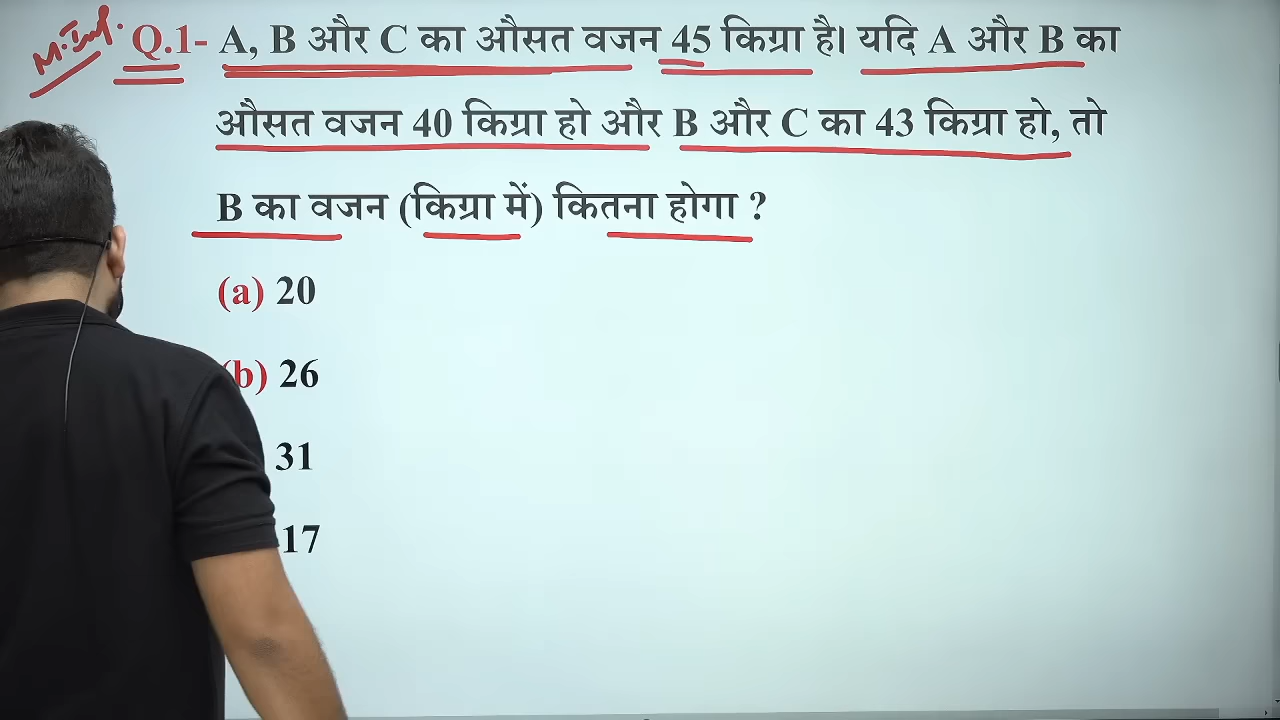 M.Imp.
Q.1- A, B और C का औसत वजन 45 किग्रा है। यदि A और B का
औसत वजन 40 किग्रा हो और B और C का 43 किग्रा हो, तो
B का वजन (किग्रा में) कितना होगा ?
(a) 20
(b) 26
31
17